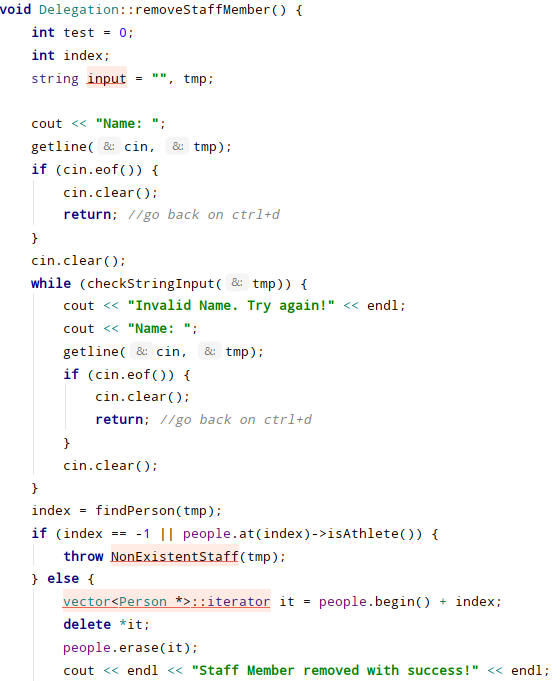 void Delegation::removeStaffMember() {
    int test = 0;
    int index;
    string input = "", tmp;
    cout << "Name: ";
    getline( &: cin, &: tmp);
    if (cin.eof()) {
        cin.clear();
        return; //go back on ctrl+d
    }
    cin.clear();
    while (checkStringInput( &: tmp)) {
        cout << "Invalid Name. Try again!" << endl;
        cout << "Name: ";
        getline( &: cin, &: tmp);
        if (cin.eof()) {
            cin.clear();
            return; //go back on ctrl+d
        }
        cin.clear();
    }
    index = findPerson(tmp);
    if (index == -1 || people.at(index)->isAthlete()) {
        throw NonExistentStaff(tmp);
    } else {
        vector<Person *>::iterator it = people.begin() + index;
        delete *it;
        people.erase(it);
        cout << endl << "Staff Member removed with success!" << endl;